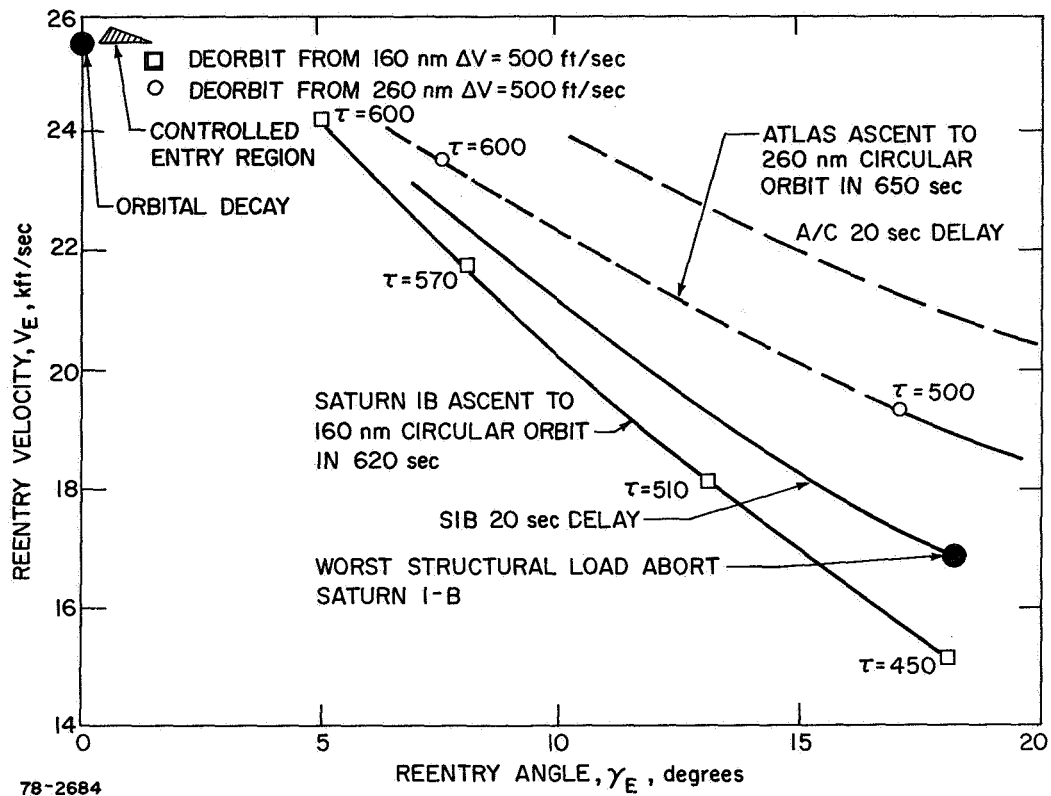 26
24
22
20
18
16
14
REENTRY VELOCITY, V_E, kft/sec
□ DEORBIT FROM 160 nm ΔV = 500 ft/sec
○ DEORBIT FROM 260 nm ΔV = 500 ft/sec
CONTROLLED
ENTRY REGION
ORBITAL DECAY
τ=600
τ=600
ATLAS ASCENT TO
260 nm CIRCULAR
ORBIT IN 650 sec
A/C 20 sec DELAY
τ=570
τ=500
SATURN IB ASCENT TO
160 nm CIRCULAR ORBIT
IN 620 sec
τ=510
SIB 20 sec DELAY
WORST STRUCTURAL LOAD ABORT
SATURN I-B
τ=450
0
5
10
15
20
REENTRY ANGLE, γ_E, degrees
78-2684